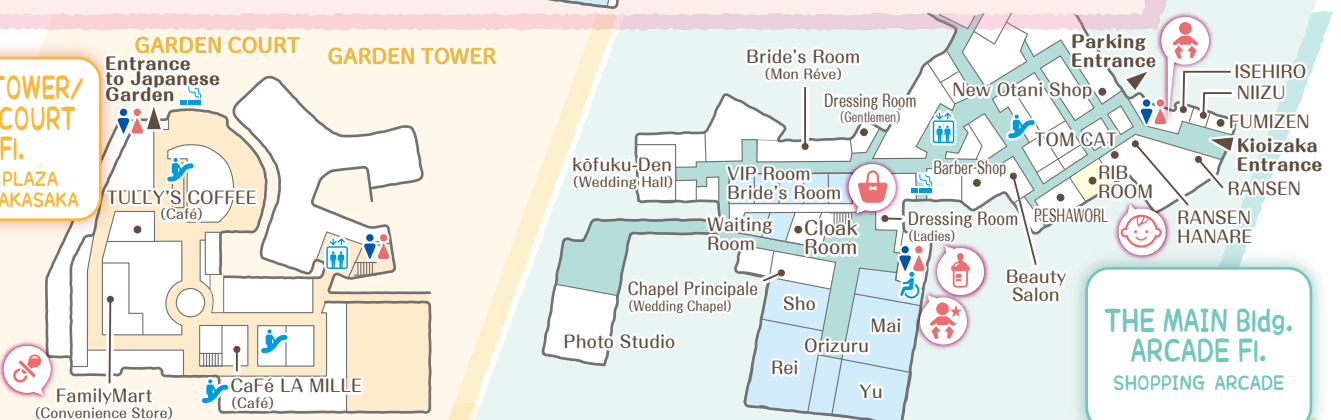 GARDEN COURT
GARDEN TOWER
TOWER/
COURT
Fl.
PLAZA
AKASAKA
Entrance
to Japanese
Garden
TULLY'S COFFEE
(Café)
FamilyMart
(Convenience Store)
CaFé LA MILLE
(Café)
Bride's Room
(Mon Réve)
Dressing Room
(Gentlemen)
kōfuku-Den
(Wedding Hall)
VIP Room
Bride's Room
Waiting
Room
Cloak
Room
Dressing Room
(Ladies)
Chapel Principale
(Wedding Chapel)
Photo Studio
Sho
Mai
Orizuru
Rei
Yu
Parking
Entrance
New Otani Shop
TOM CAT
Barber Shop
Beauty
Salon
PESHAWORL
RIB
RŌOM
RANSEN
HANARE
RANSEN
ISEHIRO
NIIZU
FUMIZEN
Kioizaka
Entrance
THE MAIN Bldg.
ARCADE Fl.
SHOPPING ARCADE